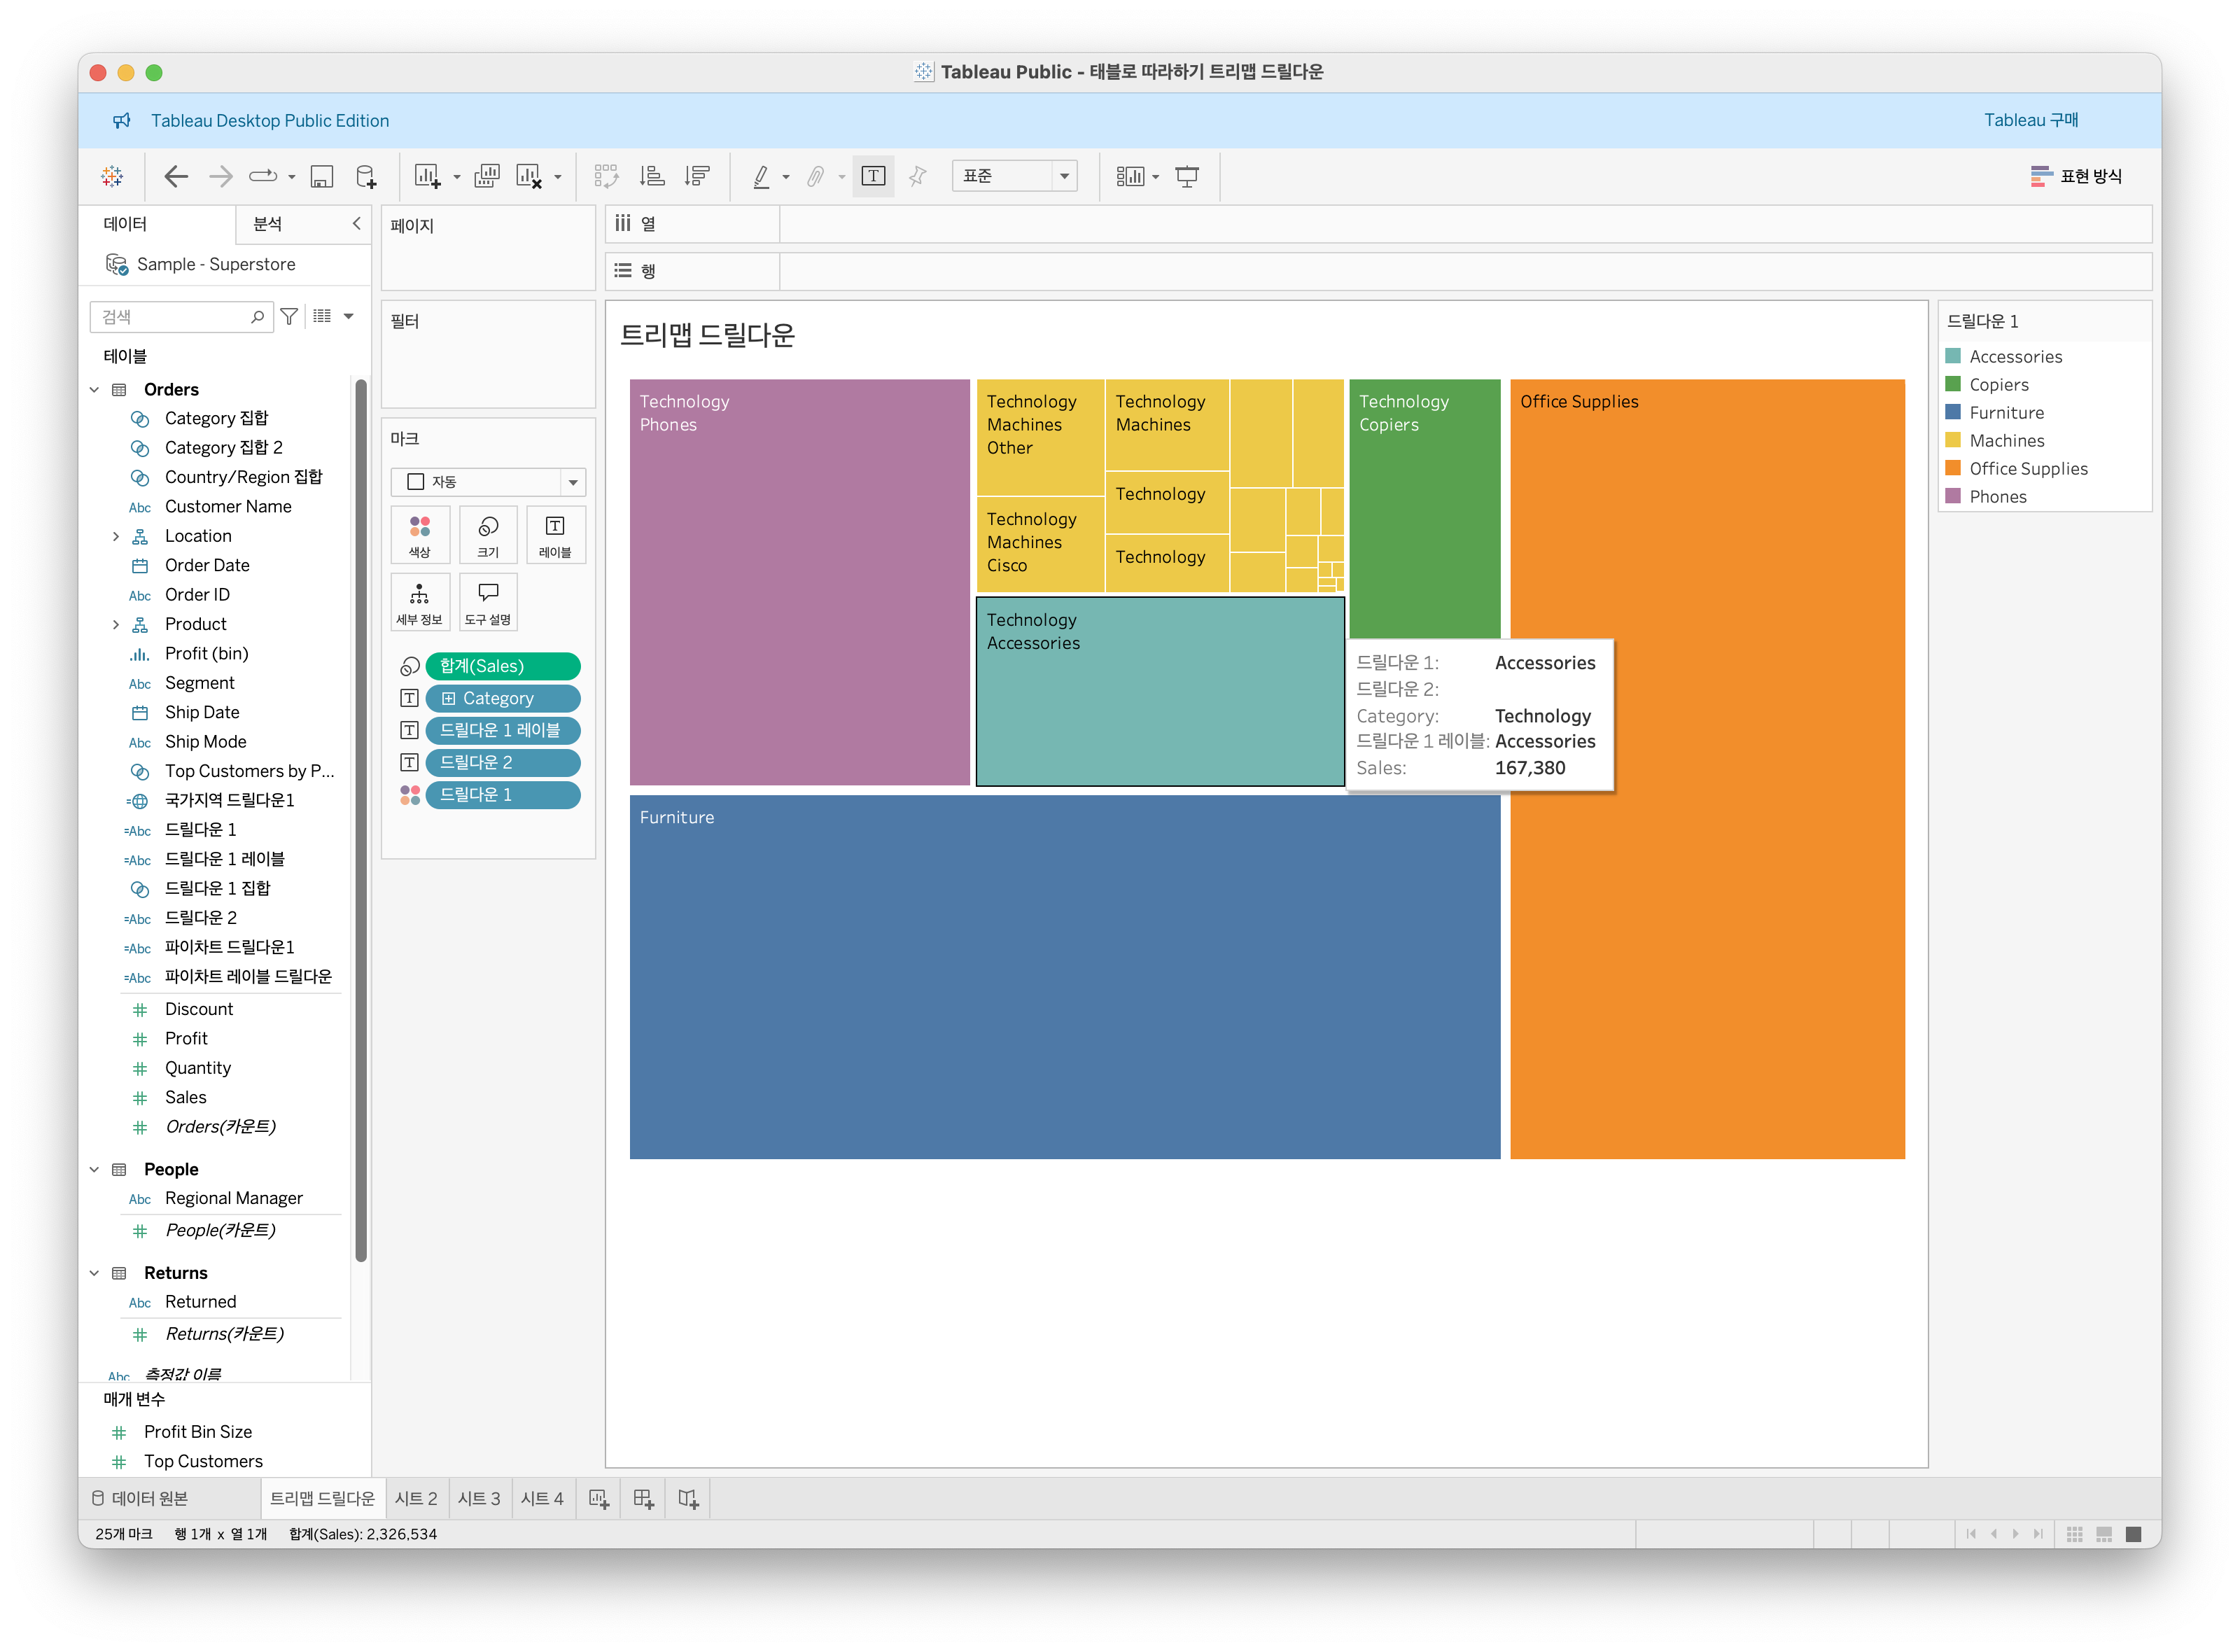 Tableau Public - 태블로 따라하기 트리맵 드릴다운
Tableau Desktop Public Edition
Tableau 구매
표준
표현 방식
데이터
분석
Sample - Superstore
검색
테이블
Orders
Category 집합
Category 집합 2
Country/Region 집합
Abc Customer Name
Location
Order Date
Abc Order ID
Product
Profit (bin)
Abc Segment
Ship Date
Abc Ship Mode
Top Customers by P...
국가지역 드릴다운1
=Abc 드릴다운 1
=Abc 드릴다운 1 레이블
드릴다운 1 집합
=Abc 드릴다운 2
=Abc 파이차트 드릴다운1
=Abc 파이차트 레이블 드릴다운
Discount
Profit
Quantity
Sales
Orders(카운트)
People
Abc Regional Manager
People(카운트)
Returns
Abc Returned
Returns(카운트)
Abc 측정값 이름
매개 변수
Profit Bin Size
Top Customers
페이지
필터
마크
자동
색상
크기
레이블
세부 정보
도구 설명
합계(Sales)
Category
드릴다운 1 레이블
드릴다운 2
드릴다운 1
열
행
트리맵 드릴다운
Technology
Phones
Technology
Machines
Other
Technology
Machines
Technology
Machines
Cisco
Technology
Technology
Technology
Copiers
Office Supplies
Technology
Accessories
드릴다운 1: Accessories
드릴다운 2:
Category: Technology
드릴다운 1 레이블: Accessories
Sales: 167,380
Furniture
드릴다운 1
Accessories
Copiers
Furniture
Machines
Office Supplies
Phones
데이터 원본
트리맵 드릴다운
시트 2
시트 3
시트 4
25개 마크
행 1개 x 열 1개
합계(Sales): 2,326,534